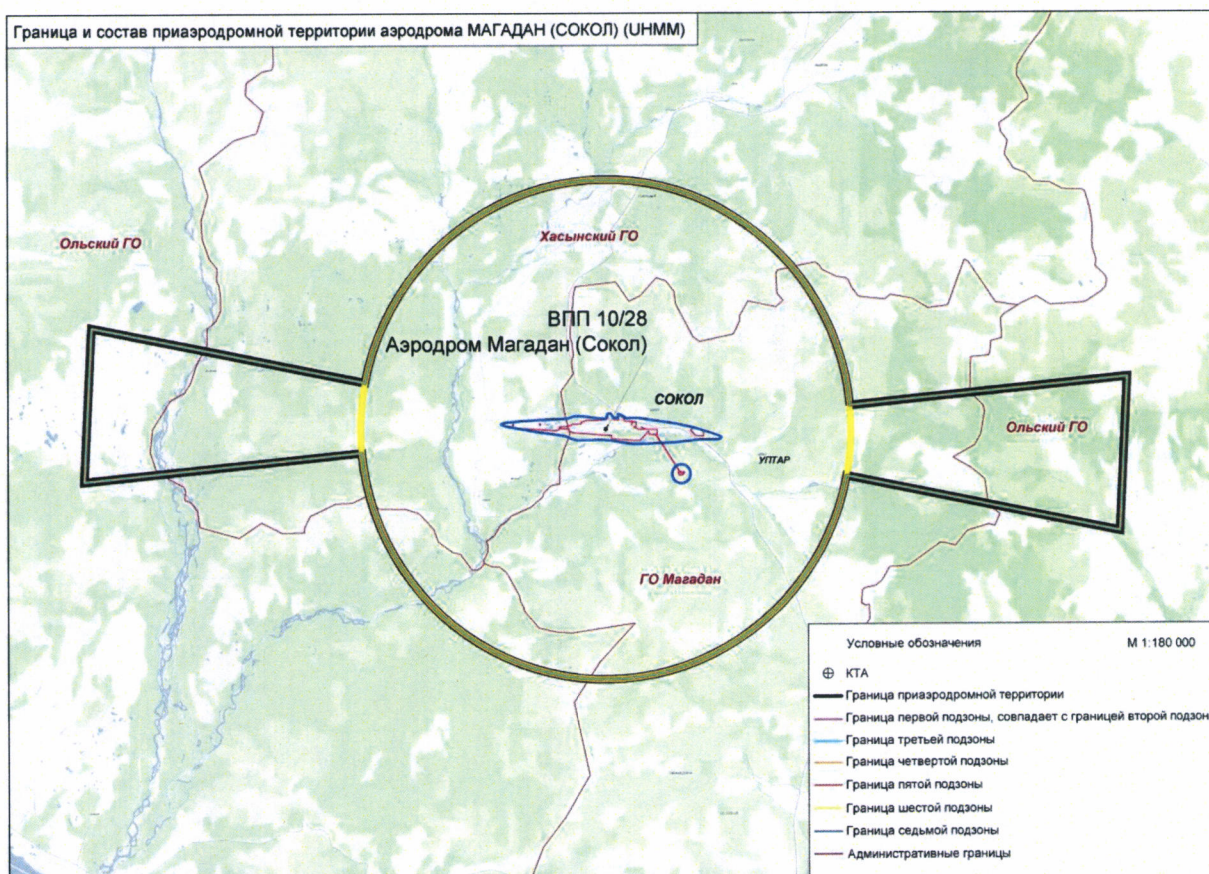 Граница и состав приаэродромной территории аэродрома МАГАДАН (СОКОЛ) (UHMM)
Ольский ГО
Хасынский ГО
ВПП 10/28
Аэродром Магадан (Сокол)
СОКОЛ
Ольский ГО
УПТАР
ГО Магадан
Условные обозначения М 1:180 000
КТА
Граница приаэродромной территории
Граница первой подзоны, совпадает с границей второй подзон
Граница третьей подзоны
Граница четвертой подзоны
Граница пятой подзоны
Граница шестой подзоны
Граница седьмой подзоны
Административные границы